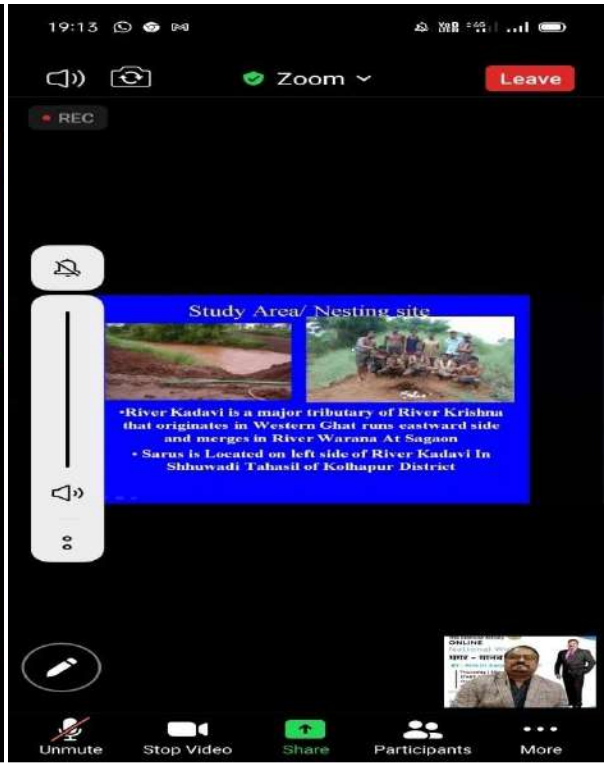 19:13
Zoom
Leave
REC
Study Area/ Nesting site
•River Kadavi is a major tributary of River Krishna
that originates in Western Ghat runs eastward side
and merges in River Warana At Sagaon
• Sarus is Located on left side of River Kadavi In
Shhuwadi Tahasil of Kolhapur District
ONLINE
National
Unmute
Stop Video
Share
Participants
More